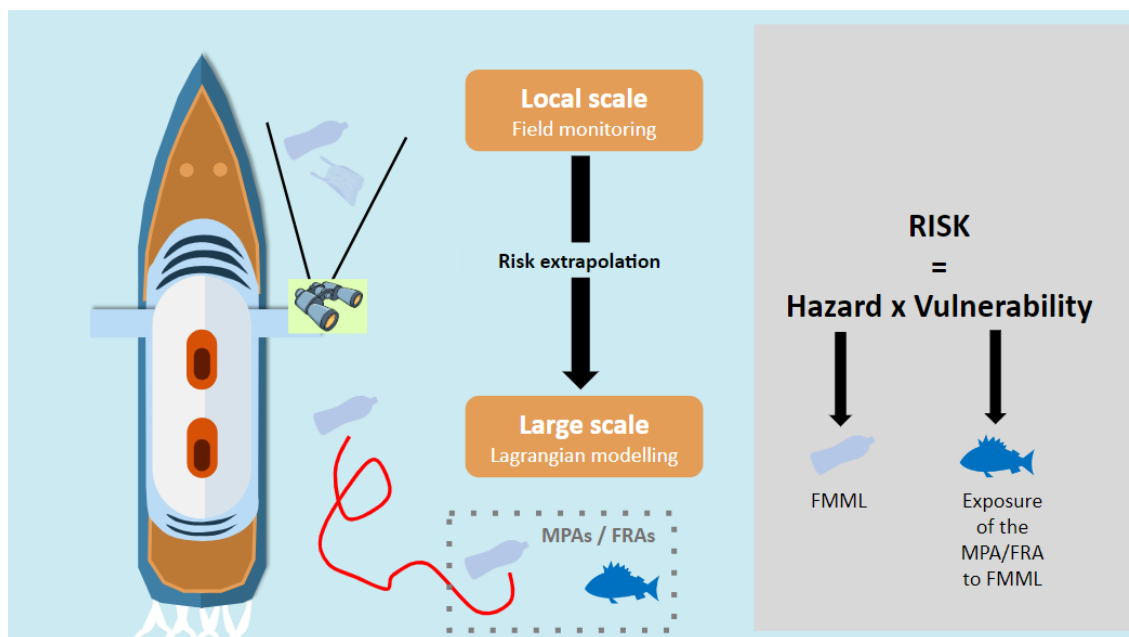 Local scale
Field monitoring
Risk extrapolation
Large scale
Lagrangian modelling
MPAs / FRAs
RISK
=
Hazard x Vulnerability
FMML
Exposure
of the
MPA/FRA
to FMML